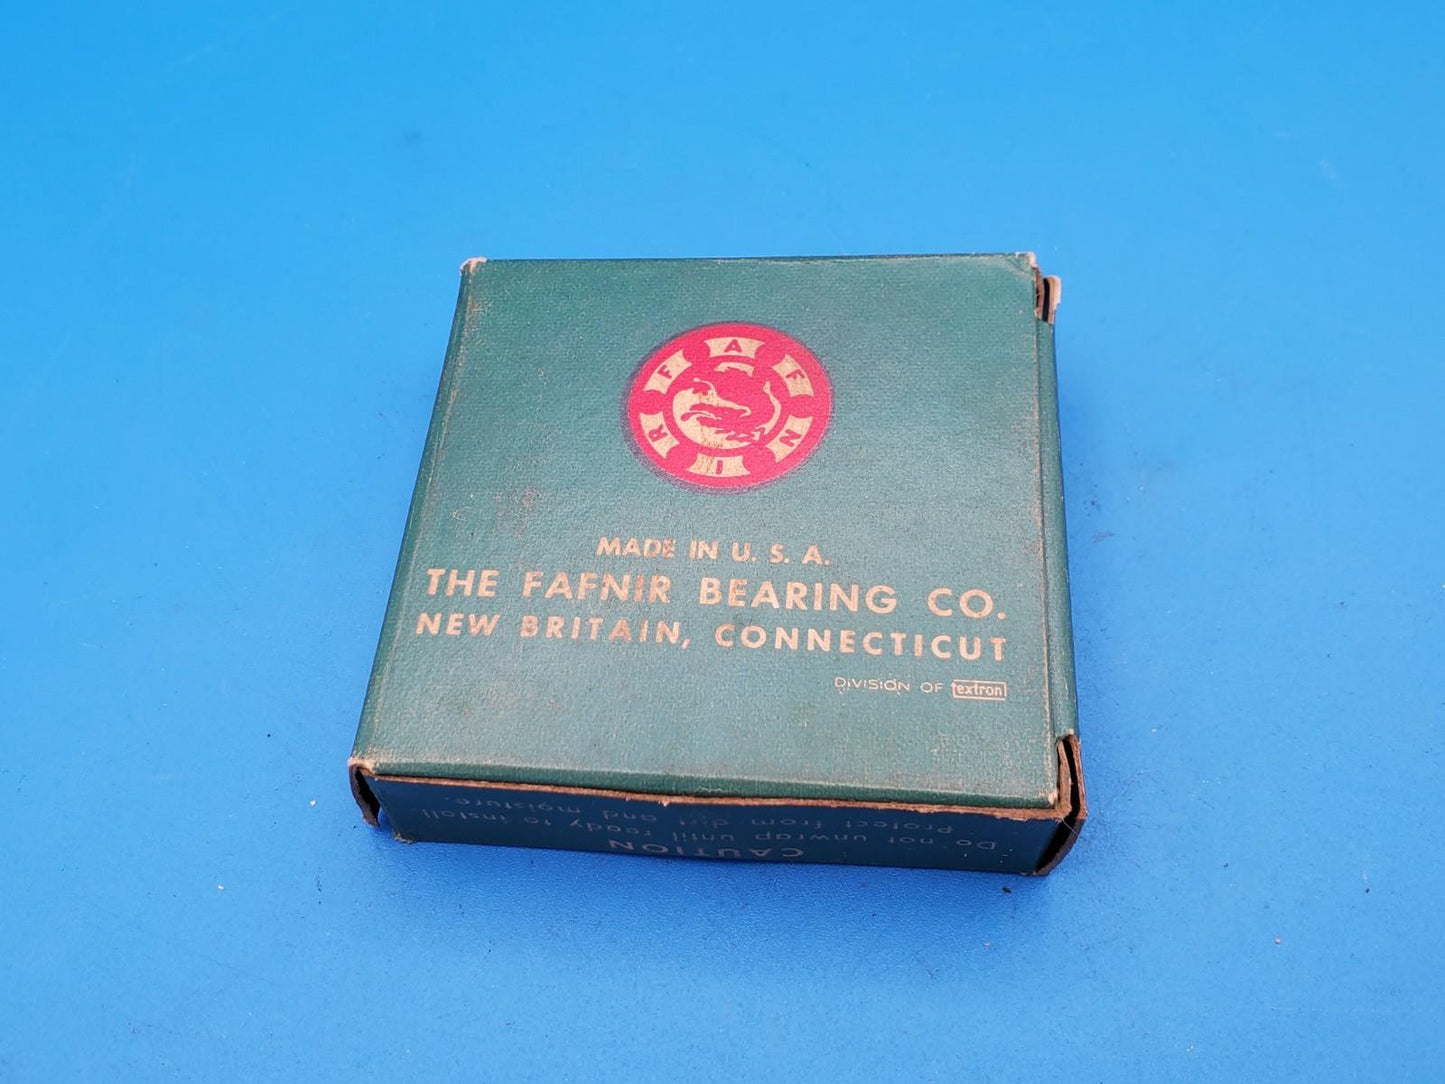 FAFNIR
MADE IN U. S. A.
THE FAFNIR BEARING CO.
NEW BRITAIN, CONNECTICUT
DIVISION OF textron
CAUTION
Do not unwrap until ready to install.
Protect from dirt and moisture.